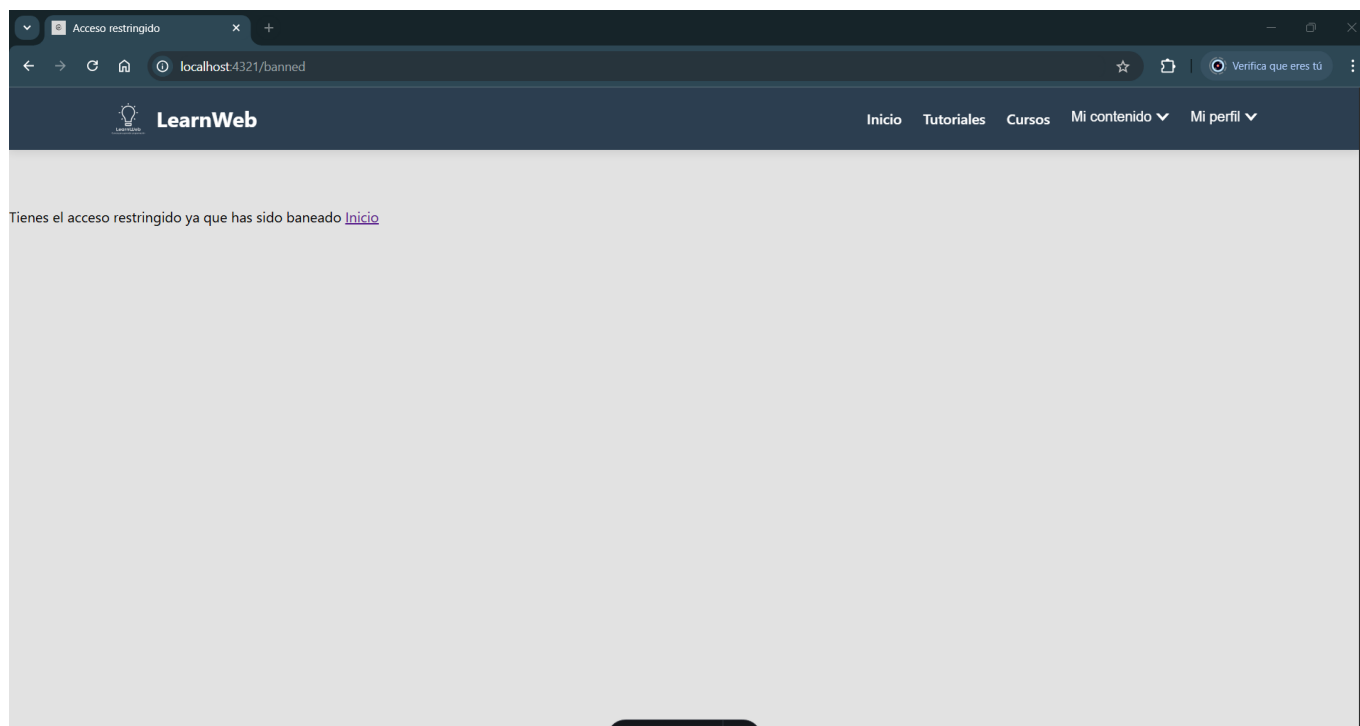 Acceso restringido
localhost:4321/banned
Verifica que eres tú
LearnWeb
LearnWeb
Inicio Tutoriales Cursos Mi contenido Mi perfil
Tienes el acceso restringido ya que has sido baneado Inicio